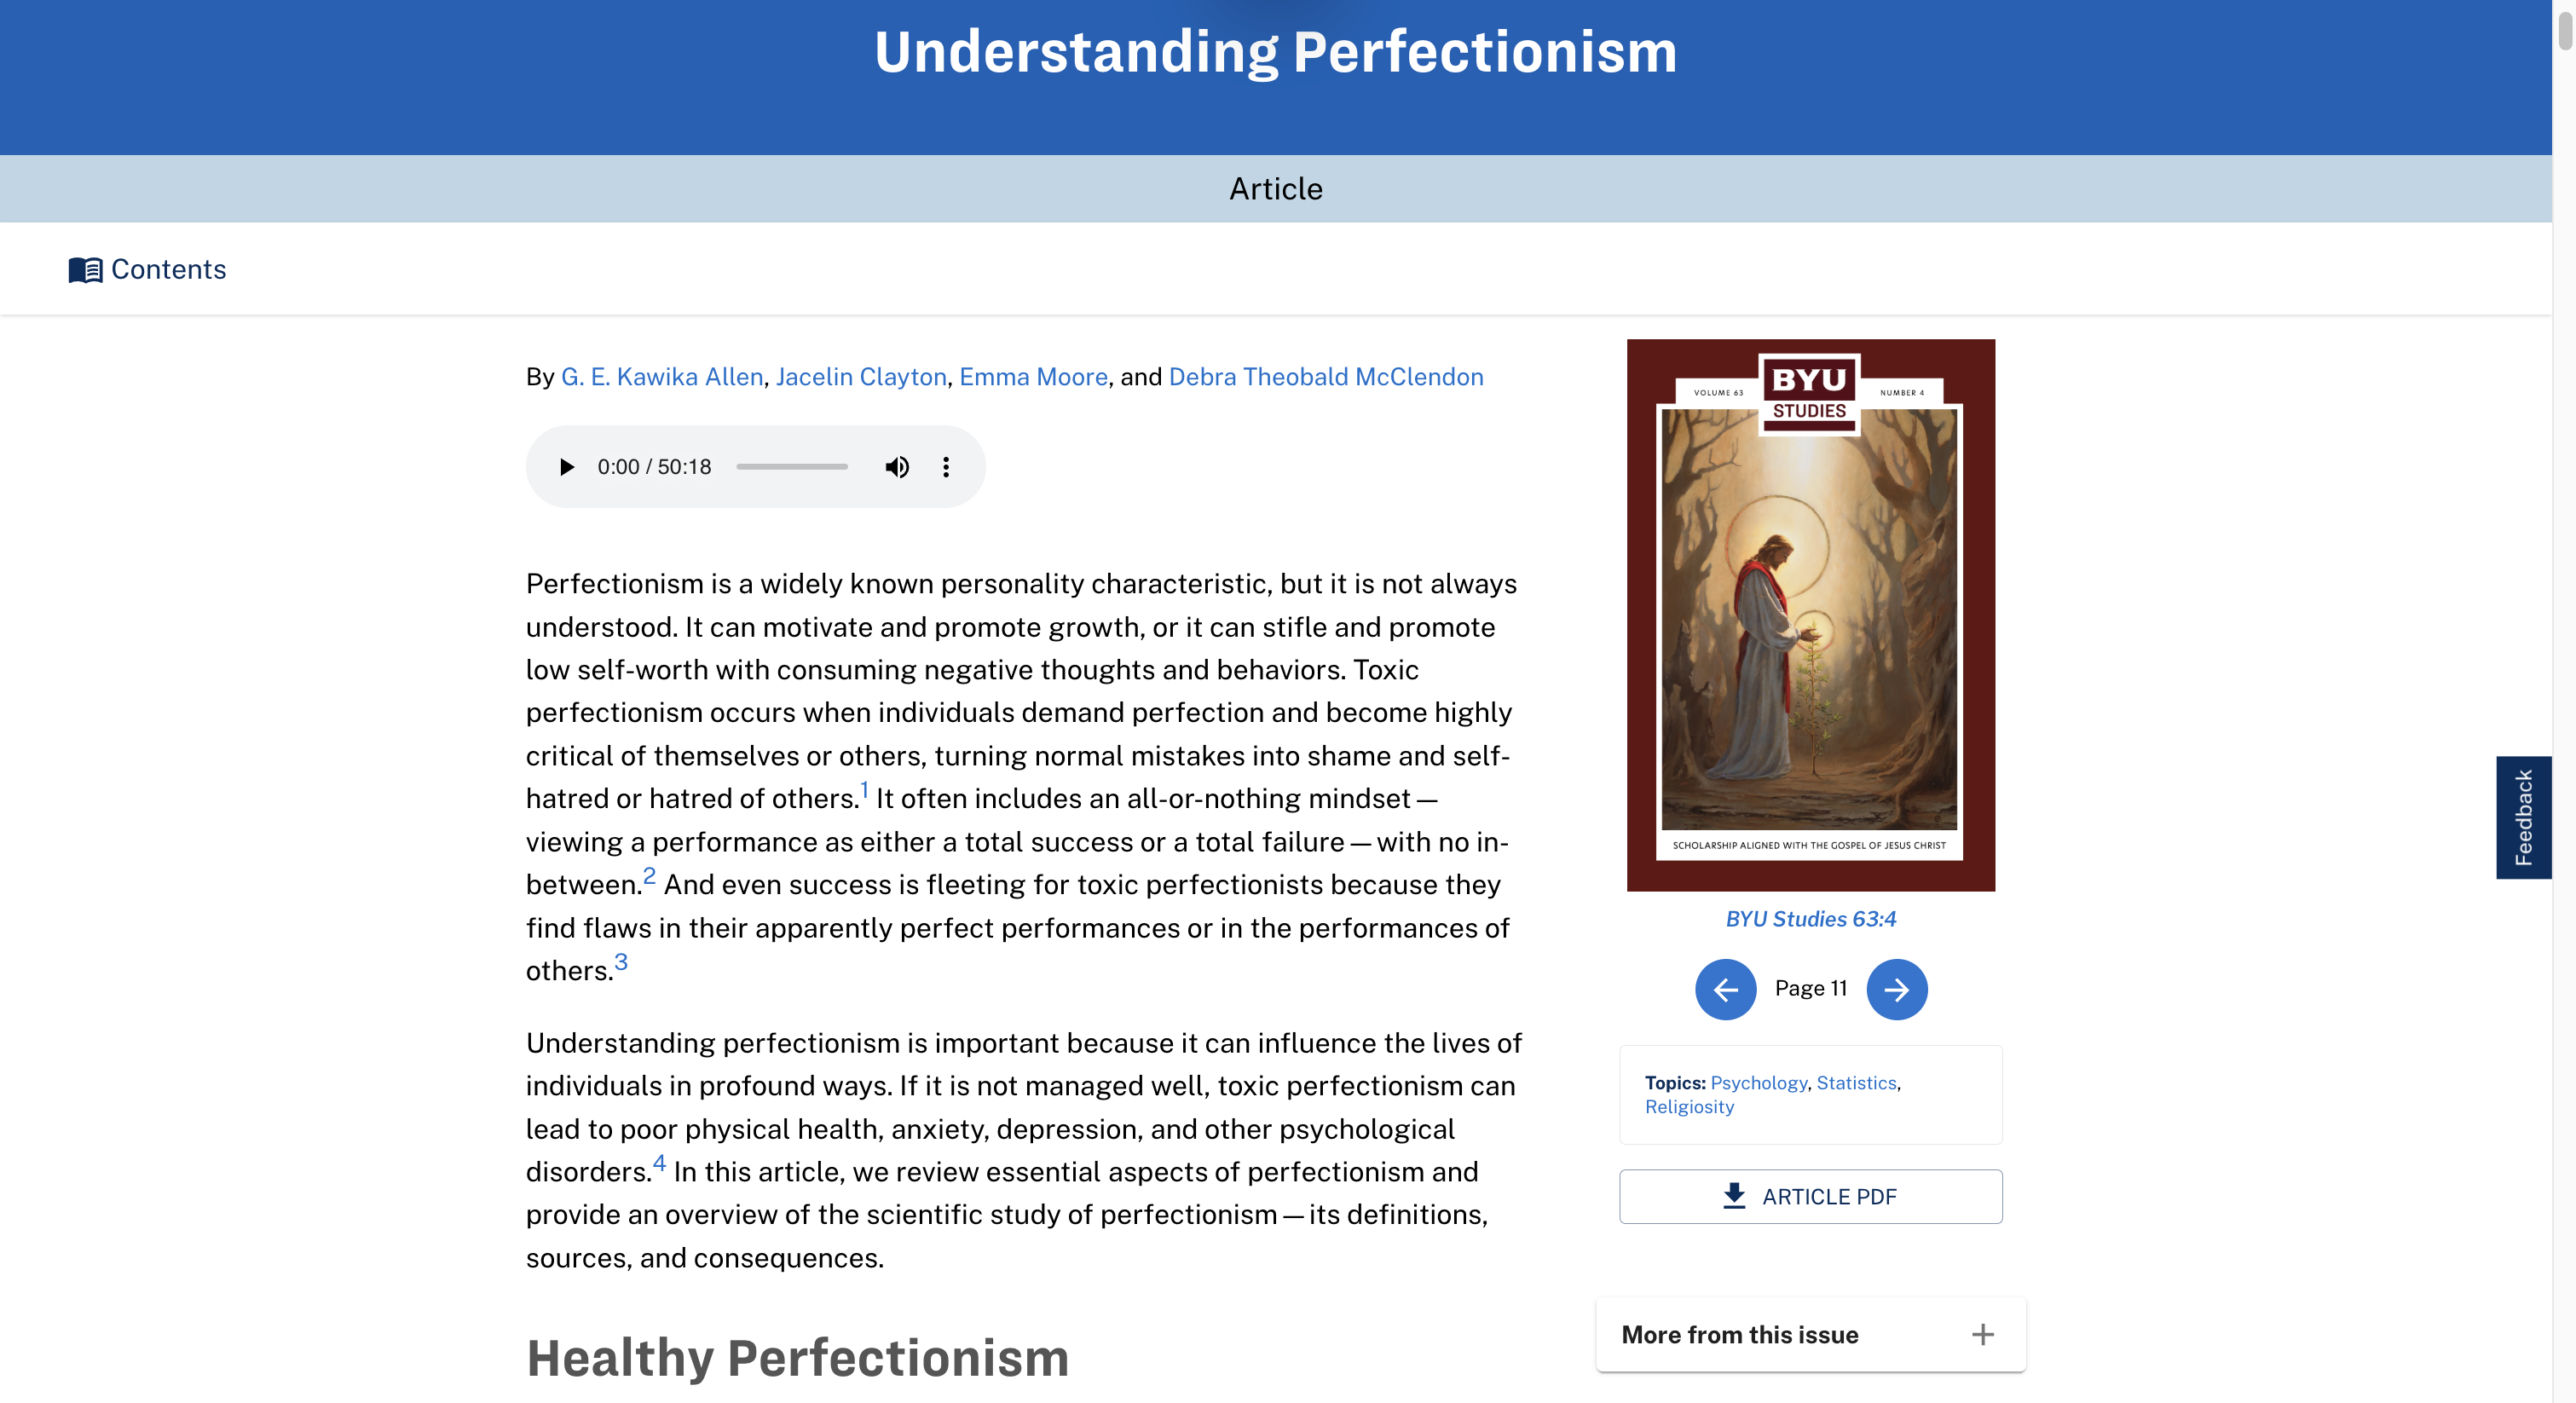 Understanding Perfectionism
Article
Contents
By G. E. Kawika Allen, Jacelin Clayton, Emma Moore, and Debra Theobald McClendon
0:00 / 50:18
Perfectionism is a widely known personality characteristic, but it is not always
understood. It can motivate and promote growth, or it can stifle and promote
low self-worth with consuming negative thoughts and behaviors. Toxic
perfectionism occurs when individuals demand perfection and become highly
critical of themselves or others, turning normal mistakes into shame and self-
hatred or hatred of others.1 It often includes an all-or-nothing mindset—
viewing a performance as either a total success or a total failure—with no in-
between.2 And even success is fleeting for toxic perfectionists because they
find flaws in their apparently perfect performances or in the performances of
others.3
Understanding perfectionism is important because it can influence the lives of
individuals in profound ways. If it is not managed well, toxic perfectionism can
lead to poor physical health, anxiety, depression, and other psychological
disorders.4 In this article, we review essential aspects of perfectionism and
provide an overview of the scientific study of perfectionism—its definitions,
sources, and consequences.
Healthy Perfectionism
VOLUME 63
BYU
STUDIES
NUMBER 4
SCHOLARSHIP ALIGNED WITH THE GOSPEL OF JESUS CHRIST
BYU Studies 63:4
Page 11
Topics: Psychology, Statistics,
Religiosity
ARTICLE PDF
More from this issue
Feedback